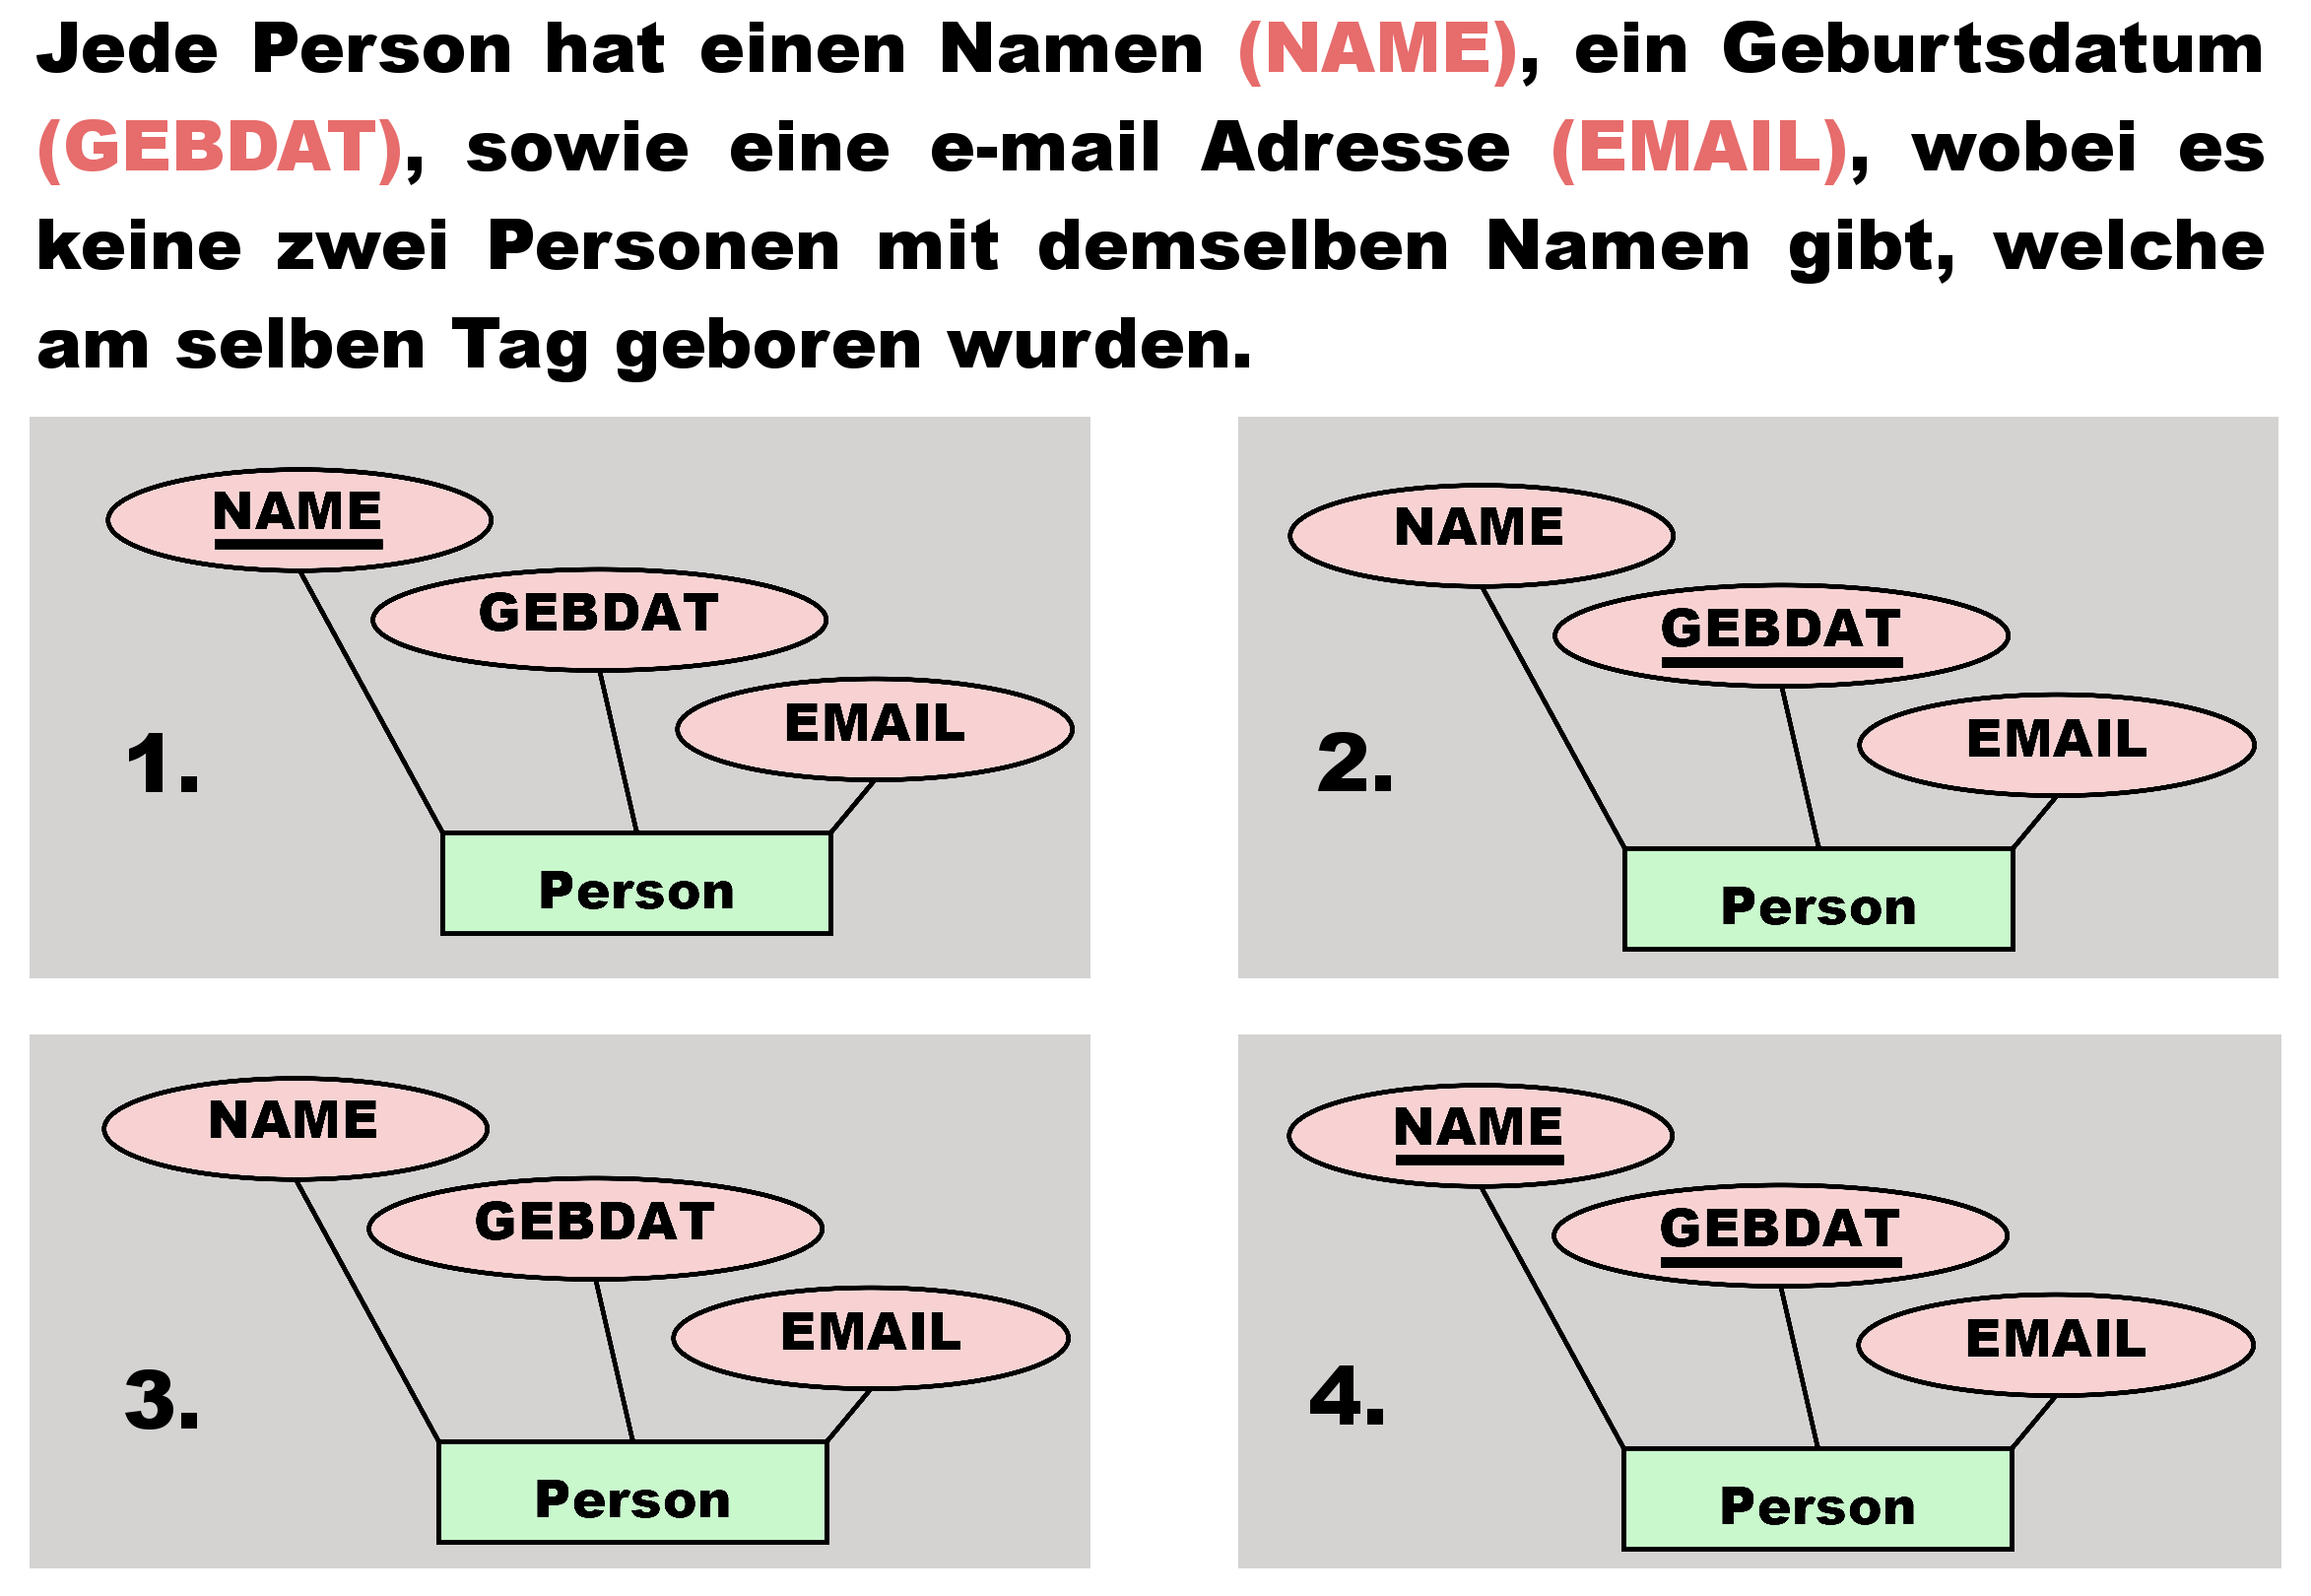 Jede Person hat einen Namen (NAME), ein Geburtsdatum
(GEBDAT), sowie eine e-mail Adresse (EMAIL), wobei es
keine zwei Personen mit demselben Namen gibt, welche
am selben Tag geboren wurden.
NAME
GEBDAT
EMAIL
1.
Person
NAME
GEBDAT
EMAIL
2.
Person
NAME
GEBDAT
EMAIL
3.
Person
NAME
GEBDAT
EMAIL
4.
Person